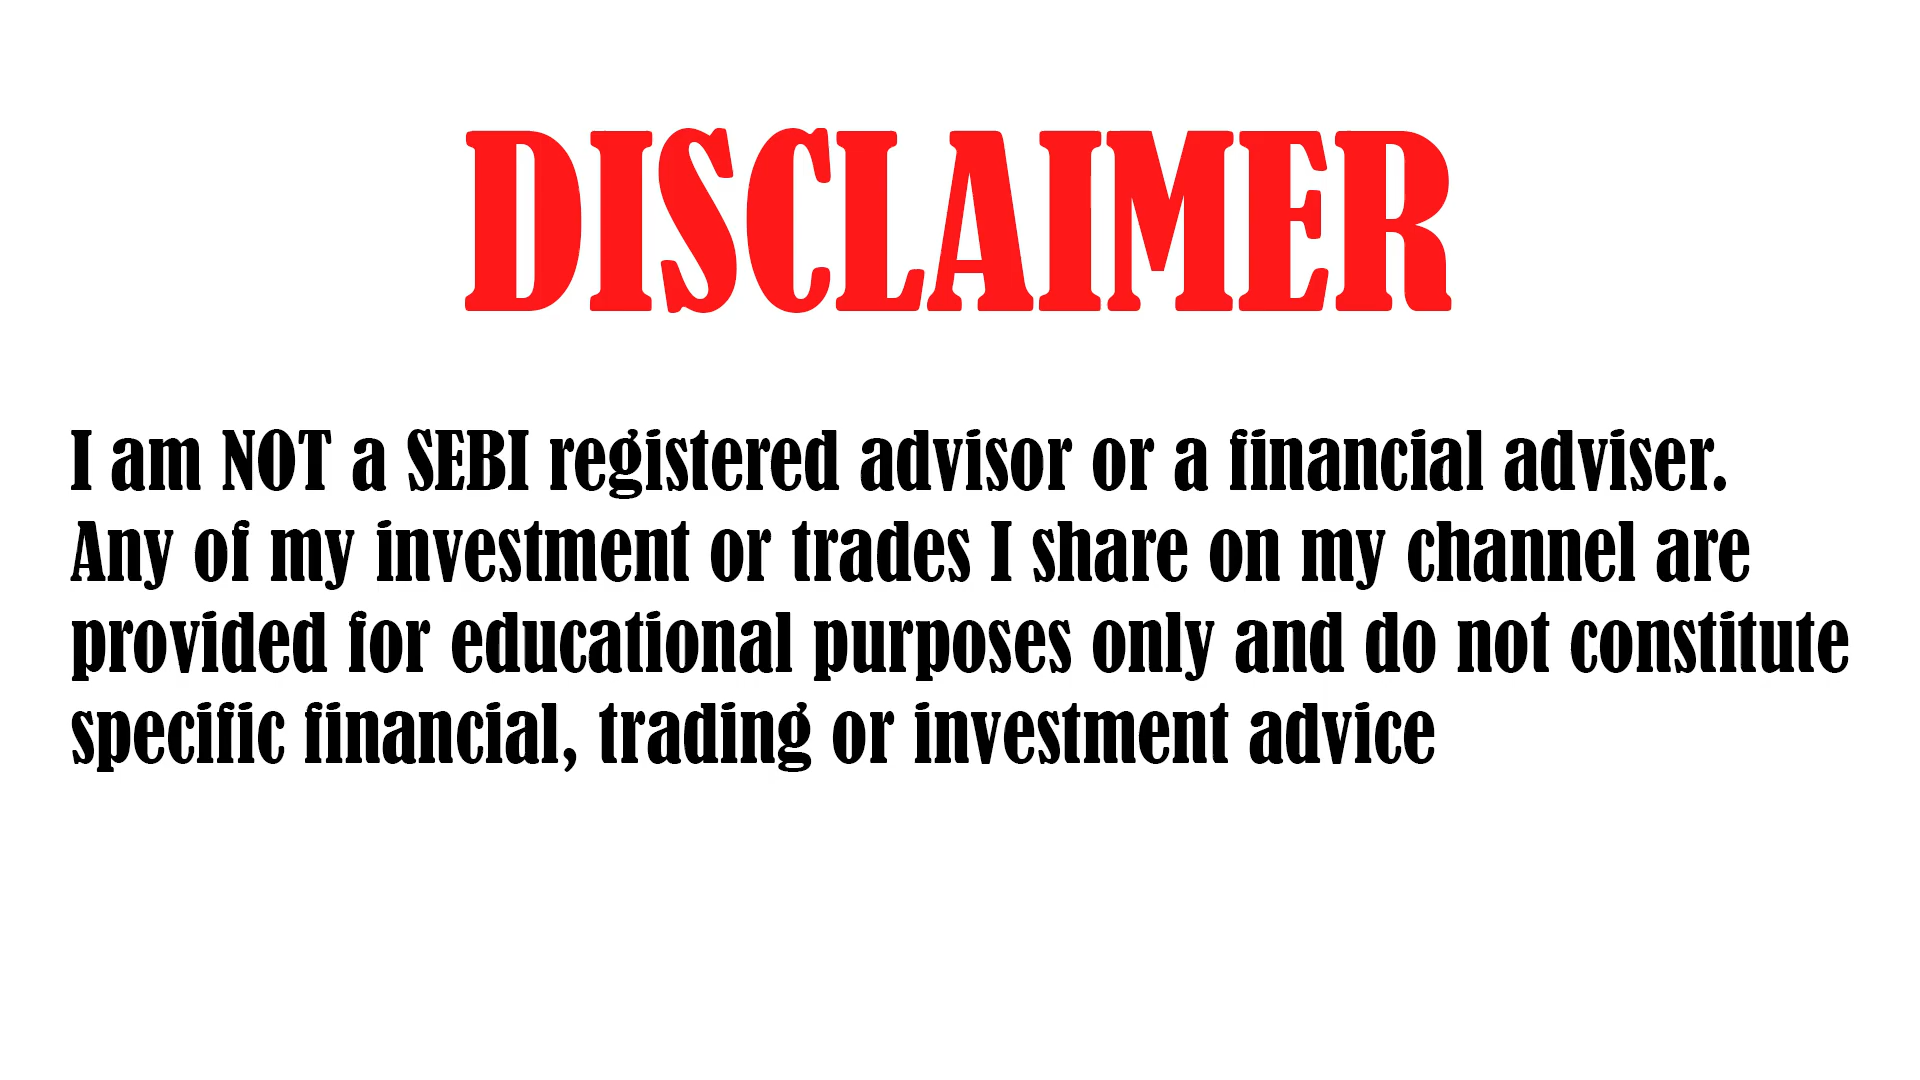 DISCLAIMER
I am NOT a SEBI registered advisor or a financial adviser.
Any of my investment or trades I share on my channel are
provided for educational purposes only and do not constitute
specific financial, trading or investment advice